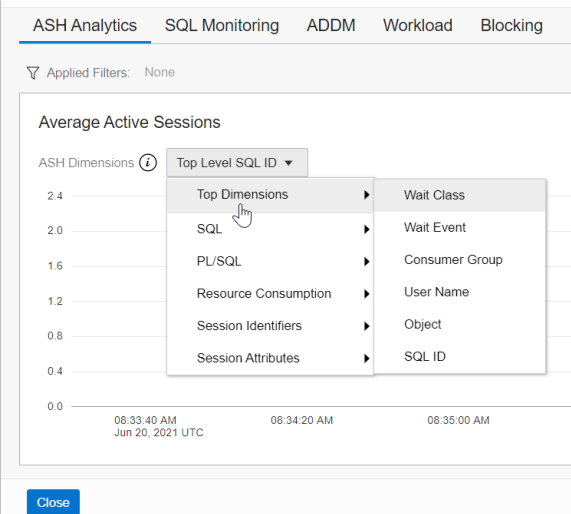 ASH Analytics SQL Monitoring ADDM Workload Blocking
Applied Filters: None
Average Active Sessions
ASH Dimensions i Top Level SQL ID
2.4
2.0
1.6
1.2
0.8
0.4
0.0
Top Dimensions
SQL
PL/SQL
Resource Consumption
Session Identifiers
Session Attributes
Wait Class
Wait Event
Consumer Group
User Name
Object
SQL ID
08:33:40 AM 08:34:20 AM 08:35:00 AM
Jun 20, 2021 UTC
Close